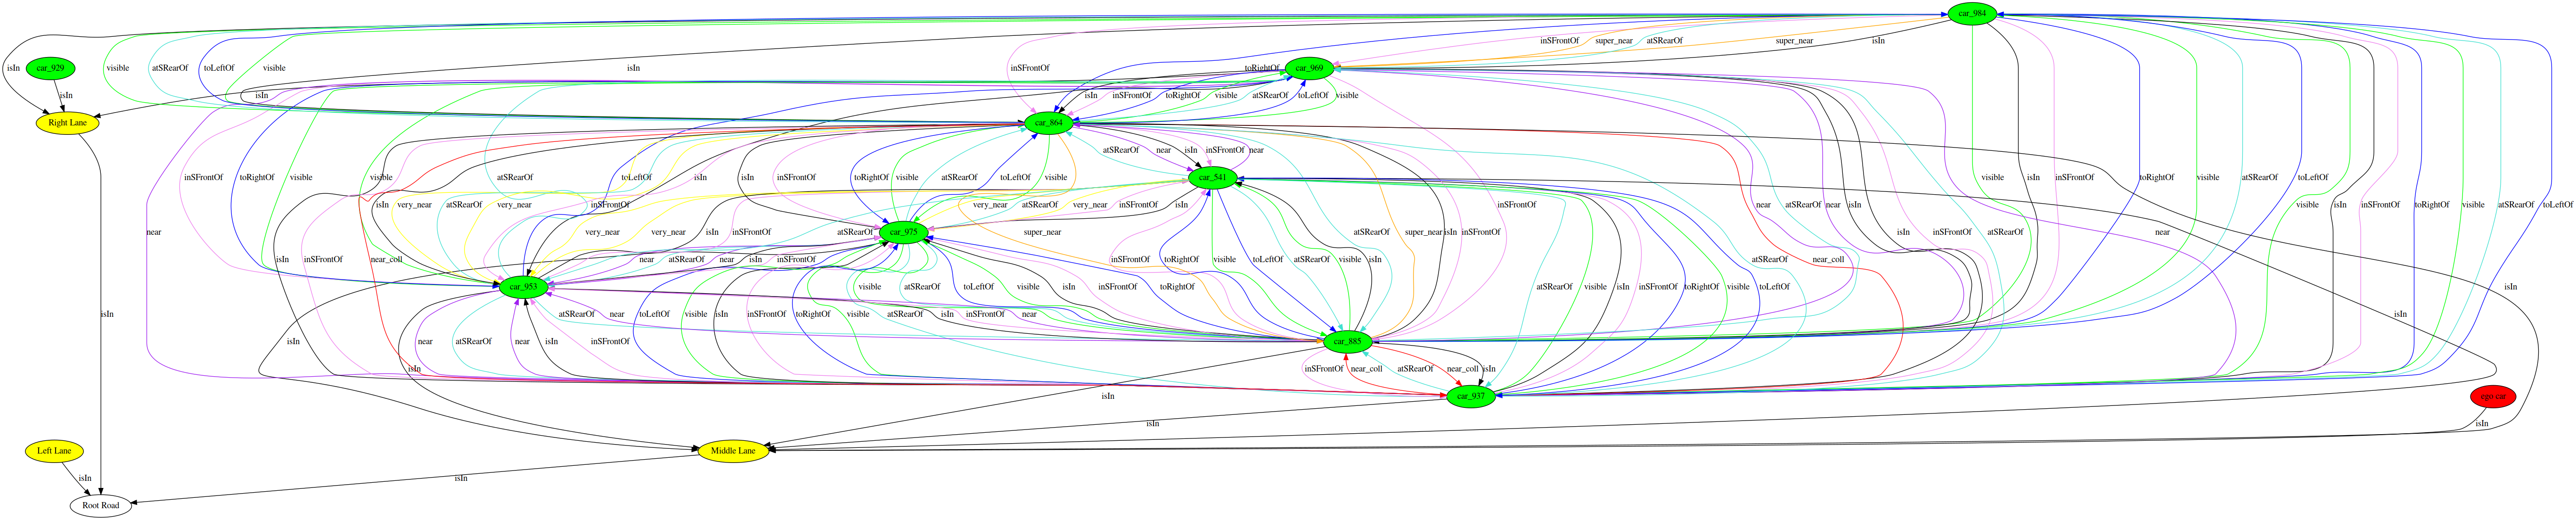 car_984
inSFrontOf super_near atSRearOf super_near isIn
car_929 isIn visible atSRearOf toLeftOf visible isIn inSFrontOf toRightOf car_969
isIn isIn inSFrontOf toRightOf visible atSRearOf toLeftOf visible
Right Lane car_864
atSRearOf near isIn inSFrontOf near
visible toLeftOf isIn visible toRightOf isIn
inSFrontOf toRightOf visible atSRearOf isIn inSFrontOf toRightOf visible atSRearOf toLeftOf visible
car_541
visible isIn inSFrontOf toRightOf visible atSRearOf toLeftOf visible isIn inSFrontOf toRightOf visible atSRearOf toLeftOf
isIn very_near atSRearOf very_near inSFrontOf very_near atSRearOf very_near inSFrontOf isIn inSFrontOf near atSRearOf near
near very_near very_near isIn inSFrontOf atSRearOf car_975 super_near atSRearOf super_near isIn inSFrontOf isIn inSFrontOf atSRearOf near
isIn inSFrontOf near_coll near atSRearOf near isIn inSFrontOf inSFrontOf toRightOf toLeftOf atSRearOf visible isIn near_coll atSRearOf
car_953 visible atSRearOf toLeftOf visible isIn inSFrontOf toRightOf atSRearOf visible isIn inSFrontOf toRightOf visible toLeftOf isIn
isIn atSRearOf toLeftOf visible isIn inSFrontOf toRightOf visible atSRearOf isIn inSFrontOf near isIn
near atSRearOf near isIn inSFrontOf car_885
isIn isIn inSFrontOf near_coll atSRearOf near_coll isIn
isIn car_937 ego car
isIn isIn
Left Lane Middle Lane
isIn isIn
Root Road